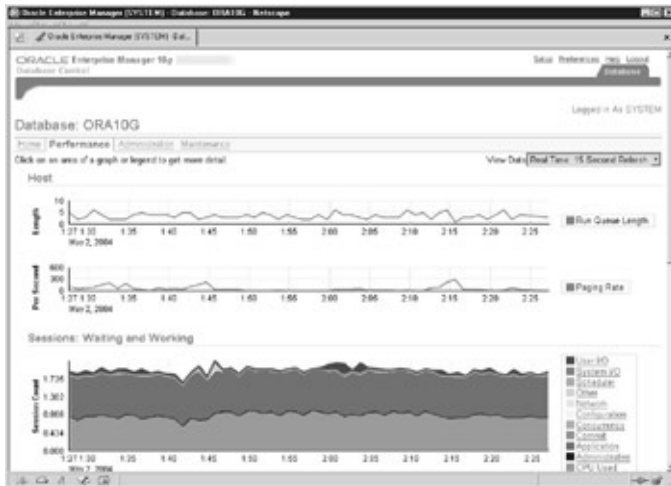 Oracle Enterprise Manager (SYSTEM) - Database: ORA10G - Netscape
Oracle Enterprise Manager (SYSTEM) - Dat...
ORACLE Enterprise Manager 10g
Database Control
Setup Preferences Help Logout
Database
Logged in As SYSTEM
Database: ORA10G
Home Performance Administration Maintenance
Click on an area of a graph or legend to get more detail.
View Data Real Time: 15 Second Refresh
Host
Length
10
5
0
1:27 1:30 1:35 1:40 1:45 1:50 1:55 2:00 2:05 2:10 2:15 2:20 2:25
May 2, 2004
Run Queue Length
Per Second
600
300
0
1:27 1:30 1:35 1:40 1:45 1:50 1:55 2:00 2:05 2:10 2:15 2:20 2:25
May 2, 2004
Paging Rate
Sessions: Waiting and Working
Session Count
1.736
1.302
0.868
0.434
0.000
1:27 1:30 1:35 1:40 1:45 1:50 1:55 2:00 2:05 2:10 2:15 2:20 2:25
May 2, 2004
User I/O
System I/O
Scheduler
Other
Network
Configuration
Concurrency
Commit
Application
Administrative
CPU Used